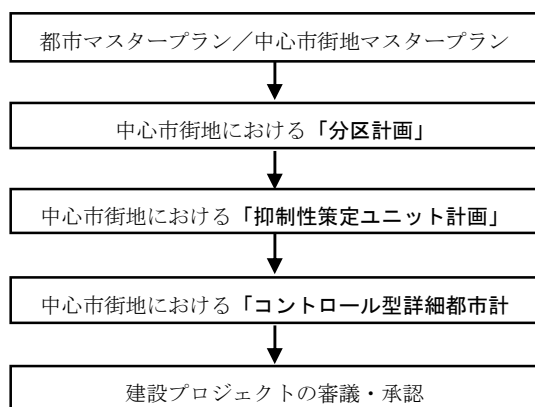 都市マスタープラン／中心市街地マスタープラン
中心市街地における「分区計画」
中心市街地における「抑制性策定ユニット計画」
中心市街地における「コントロール型詳細都市計
建設プロジェクトの審議・承認